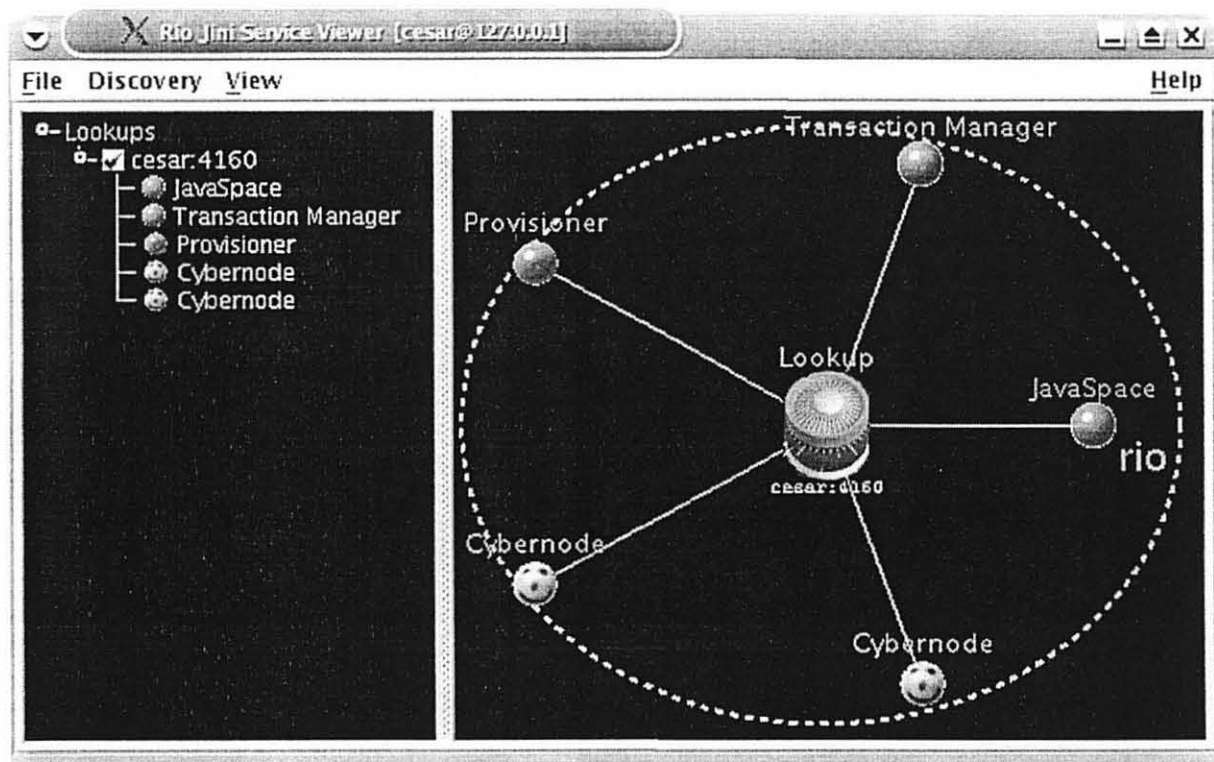 Rio Jini Service Viewer [cesar@127.0.0.1]
File Discovery View Help
Lookups
cesar:4160
JavaSpace
Transaction Manager
Provisioner
Cybernode
Cybernode
Transaction Manager
Provisioner
Lookup
JavaSpace
rio
cesar:4160
Cybernode
Cybernode